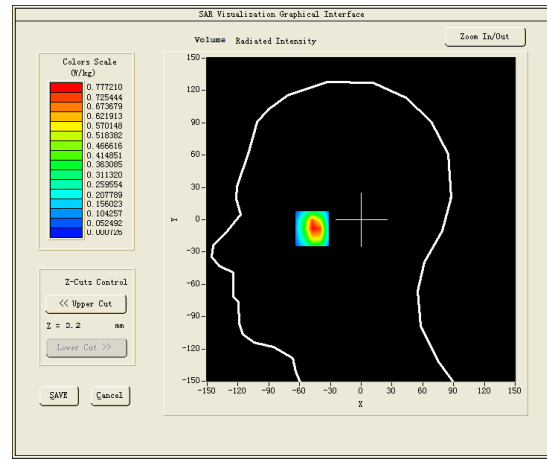 SAR Visualisation Graphical Interface
Volume Radiated Intensity
Zoom In/Out
Colors Scale
(W/kg)
0.777210
0.725444
0.673679
0.621913
0.570148
0.518382
0.466616
0.414851
0.363085
0.311320
0.259554
0.207789
0.156023
0.104257
0.052492
0.000726
Z-Cuts Control
<< Upper Cut
Z = 0.2 mm
Lower Cut >>
SAVE
Cancel
150
120
90
60
30
0
-30
-60
-90
-120
-150
Y
-150 -120 -90 -60 -30 0 30 60 90 120 150
X